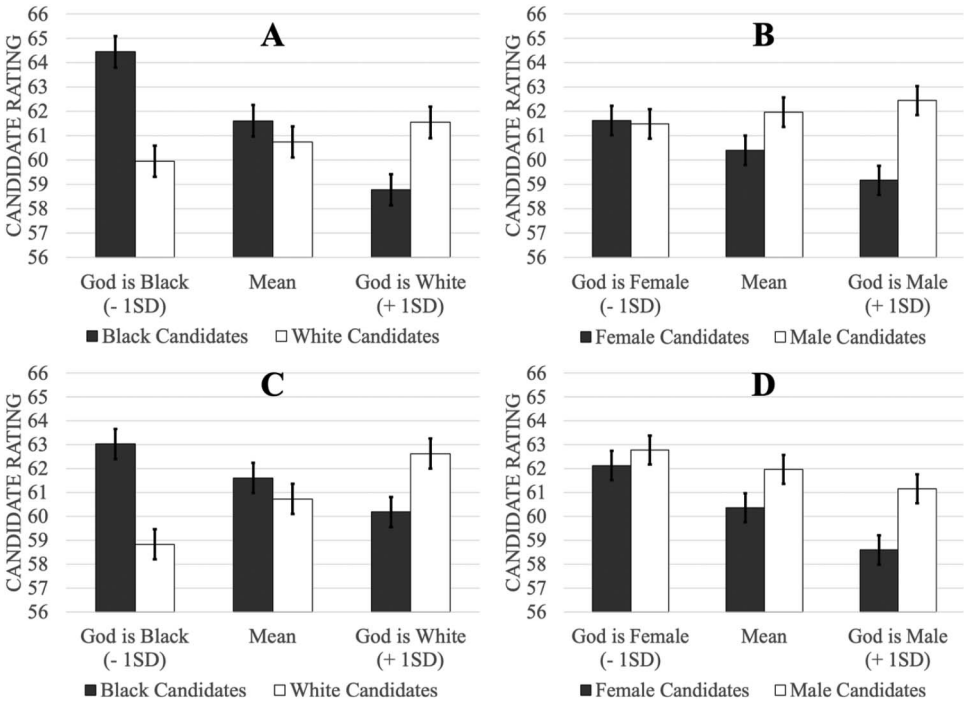 A
CANDIDATE RATING
66
65
64
63
62
61
60
59
58
57
56
God is Black Mean God is White
(- 1SD) (+ 1SD)
Black Candidates White Candidates
B
CANDIDATE RATING
66
65
64
63
62
61
60
59
58
57
56
God is Female Mean God is Male
(- 1SD) (+ 1SD)
Female Candidates Male Candidates
C
CANDIDATE RATING
66
65
64
63
62
61
60
59
58
57
56
God is Black Mean God is White
(- 1SD) (+ 1SD)
Black Candidates White Candidates
D
CANDIDATE RATING
66
65
64
63
62
61
60
59
58
57
56
God is Female Mean God is Male
(- 1SD) (+ 1SD)
Female Candidates Male Candidates